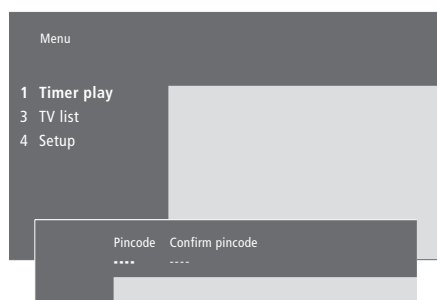 Menu
1 Timer play
3 TV list
4 Setup
Pincode Confirm pincode
---- ----